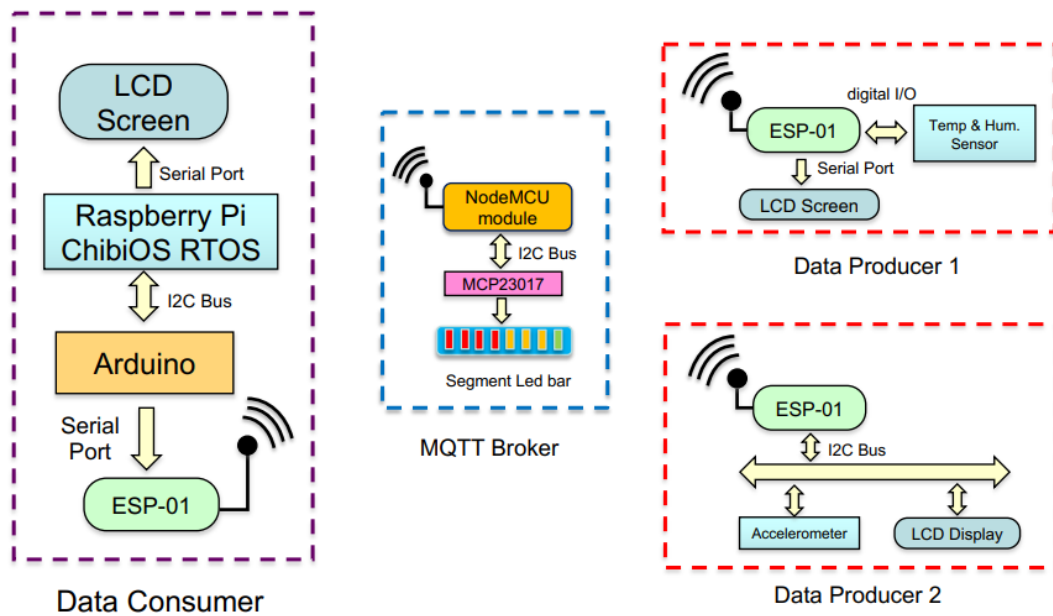 LCD
Screen
Serial Port
Raspberry Pi
ChibiOS RTOS
I2C Bus
Arduino
Serial
Port
ESP-01
Data Consumer
NodeMCU
module
I2C Bus
MCP23017
Segment Led bar
MQTT Broker
digital I/O
ESP-01
Temp & Hum.
Sensor
Serial Port
LCD Screen
Data Producer 1
ESP-01
I2C Bus
Accelerometer
LCD Display
Data Producer 2